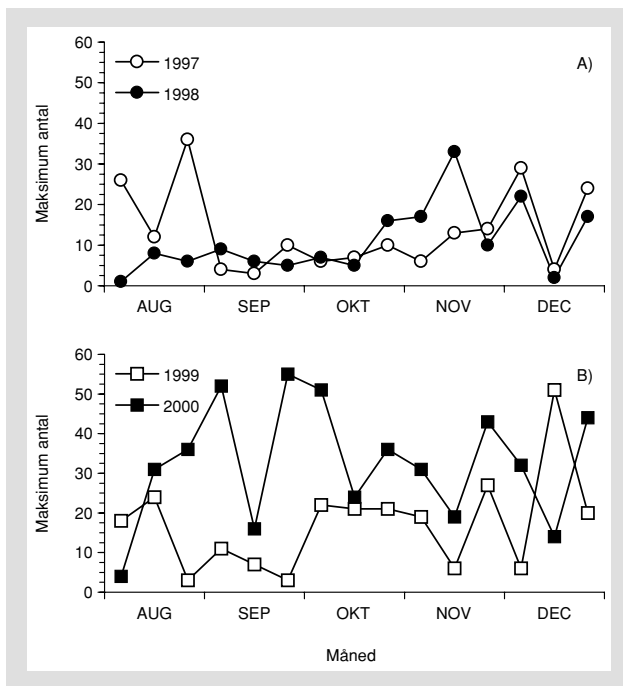 60
1997
A)
50
1998
40
Maksimum antal
30
20
10
0
AUG SEP OKT NOV DEC
60
1999
B)
50
2000
40
Maksimum antal
30
20
10
0
AUG SEP OKT NOV DEC
Måned